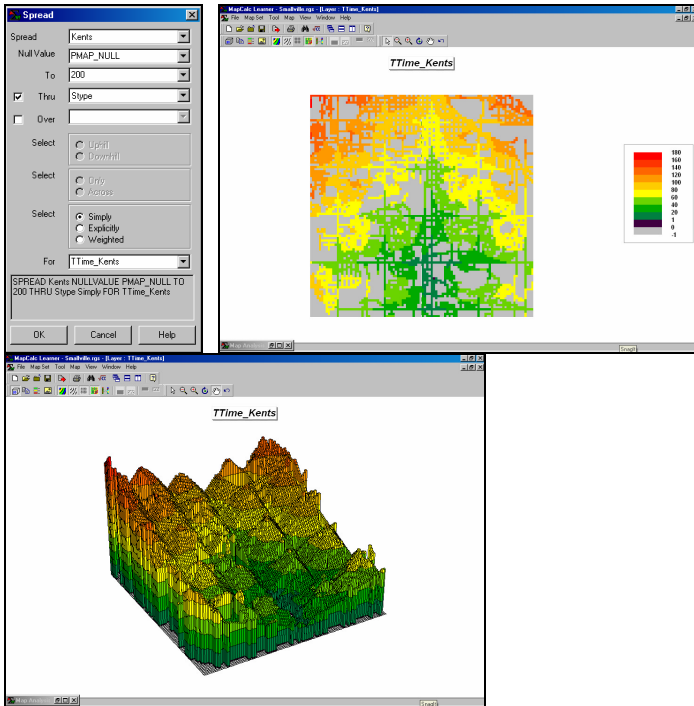 Spread
Spread Kents
Null Value PMAP_NULL
To 200
Thru Stype
Over
Select Uphill
Downhill
Select Only
Across
Select Simply
Explicitly
Weighted
For TTime_Kents
SPREAD Kents NULLVALUE PMAP_NULL TO
200 THRU Stype Simply FOR TTime_Kents
OK Cancel Help
MapCalc Learner - Smallville.rgs - [Layer : TTime_Kents]
File Map Set Tool Map View Window Help
TTime_Kents
180
160
140
120
100
80
60
40
20
1
0
-1
SnagIt
MapCalc Learner - Smallville.rgs - [Layer : TTime_Kents]
File Map Set Tool Map View Window Help
TTime_Kents